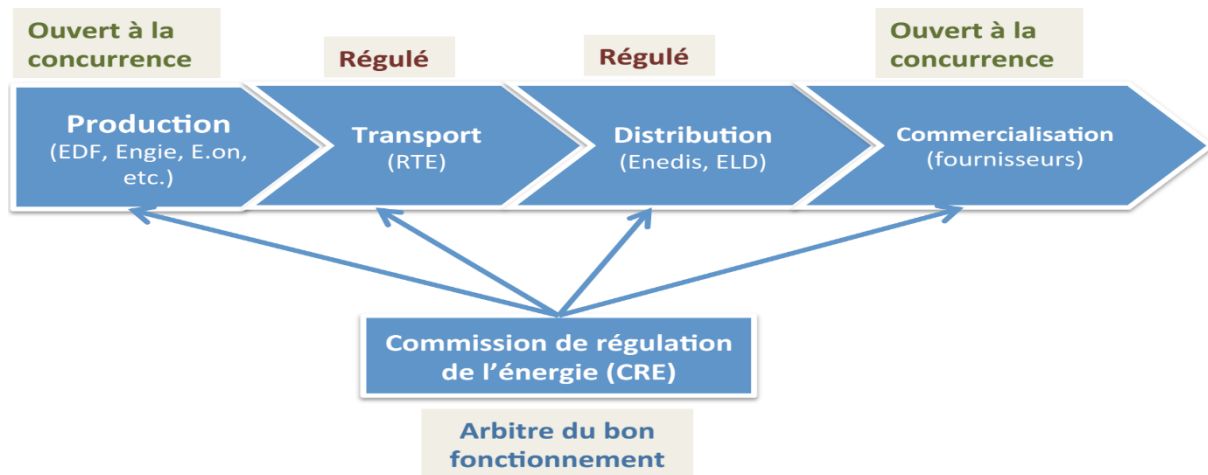 Ouvert à la
concurrence
Régulé
Régulé
Ouvert à la
concurrence
Production
(EDF, Engie, E.on,
etc.)
Transport
(RTE)
Distribution
(Enedis, ELD)
Commercialisation
(fournisseurs)
Commission de régulation
de l’énergie (CRE)
Arbitre du bon
fonctionnement